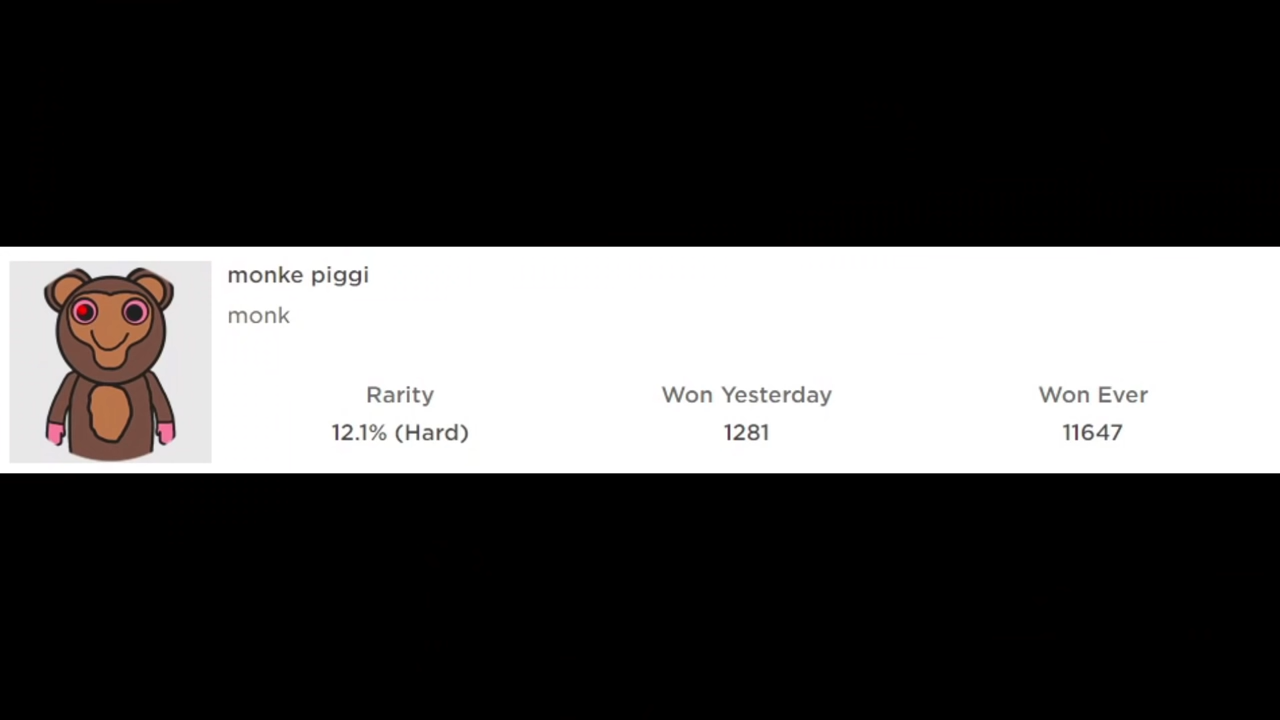 monke piggi
monk
Rarity Won Yesterday Won Ever
12.1% (Hard) 1281 11647